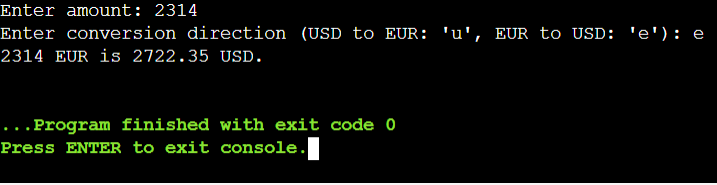 Enter amount: 2314
Enter conversion direction (USD to EUR: 'u', EUR to USD: 'e'): e
2314 EUR is 2722.35 USD.
...Program finished with exit code 0
Press ENTER to exit console.